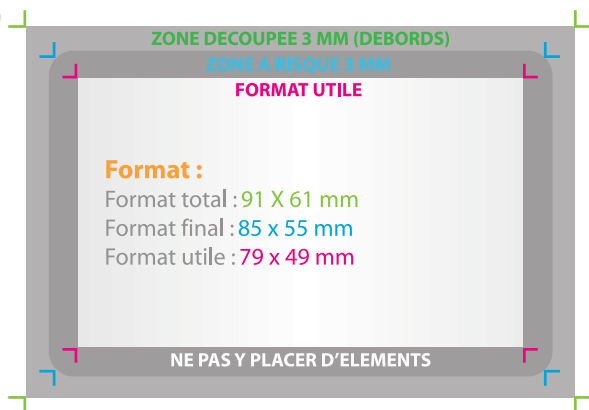 ZONE DECOUPEE 3 MM (DEBORDS)
ZONE A RISQUE 3 MM
FORMAT UTILE
Format :
Format total : 91 X 61 mm
Format final : 85 x 55 mm
Format utile : 79 x 49 mm
NE PAS Y PLACER D'ELEMENTS